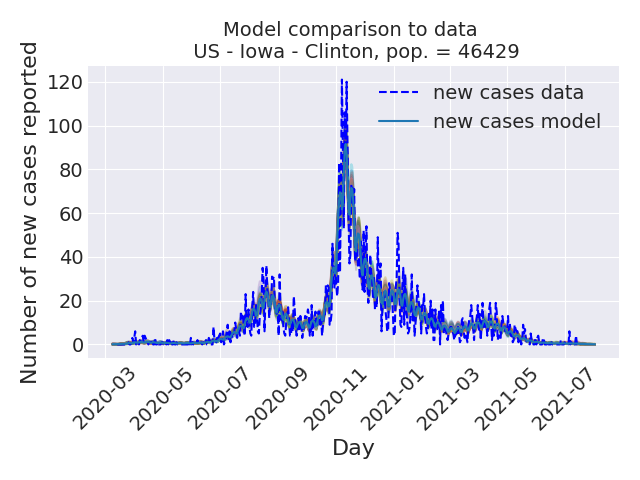 Model comparison to data
US - Iowa - Clinton, pop. = 46429
Number of new cases reported
120
100
80
60
40
20
0
new cases data
new cases model
2020-03
2020-05
2020-07
2020-09
2020-11
2021-01
2021-03
2021-05
2021-07
Day